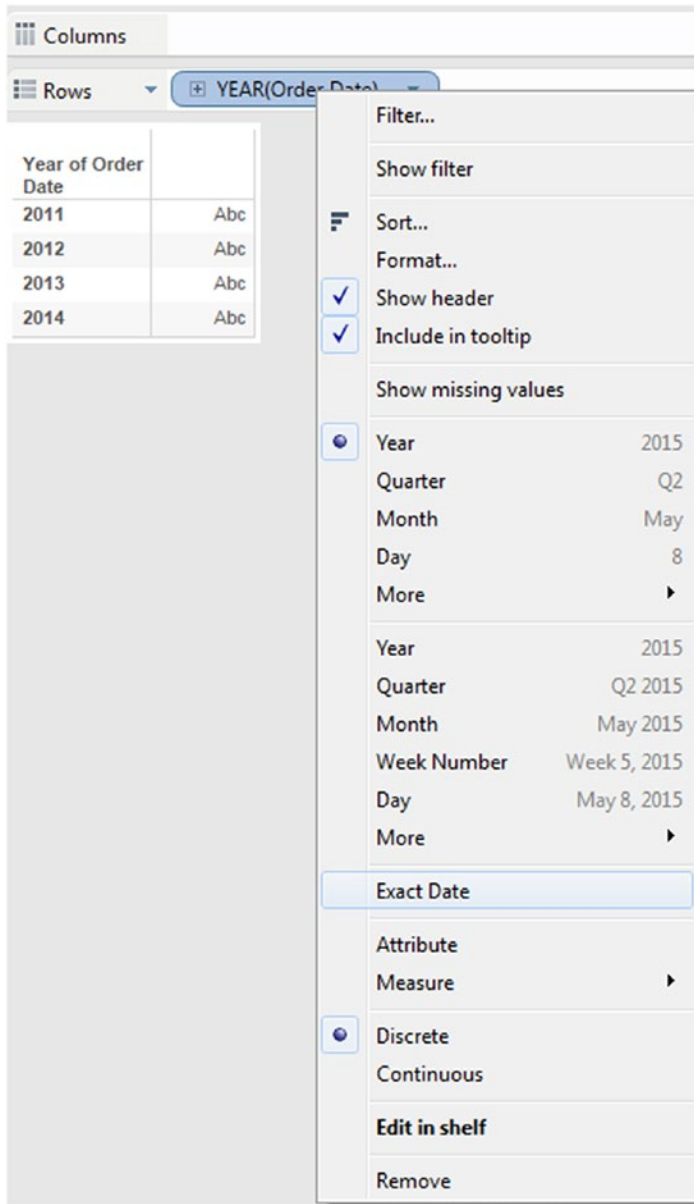 Columns
Rows
YEAR(Order Date)
Year of Order
Date
2011 Abc
2012 Abc
2013 Abc
2014 Abc
Filter...
Show filter
Sort...
Format...
Show header
Include in tooltip
Show missing values
Year 2015
Quarter Q2
Month May
Day 8
More
Year 2015
Quarter Q2 2015
Month May 2015
Week Number Week 5, 2015
Day May 8, 2015
More
Exact Date
Attribute
Measure
Discrete
Continuous
Edit in shelf
Remove